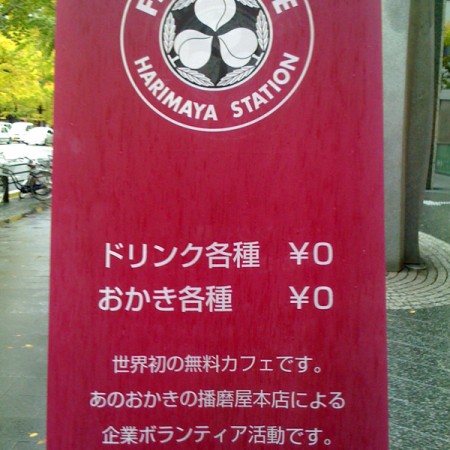 HARIMAYA STATION
ドリンク各種 ¥0
おかき各種 ¥0
世界初の無料カフェです。
あのおかきの播磨屋本店による
企業ボランティア活動です。